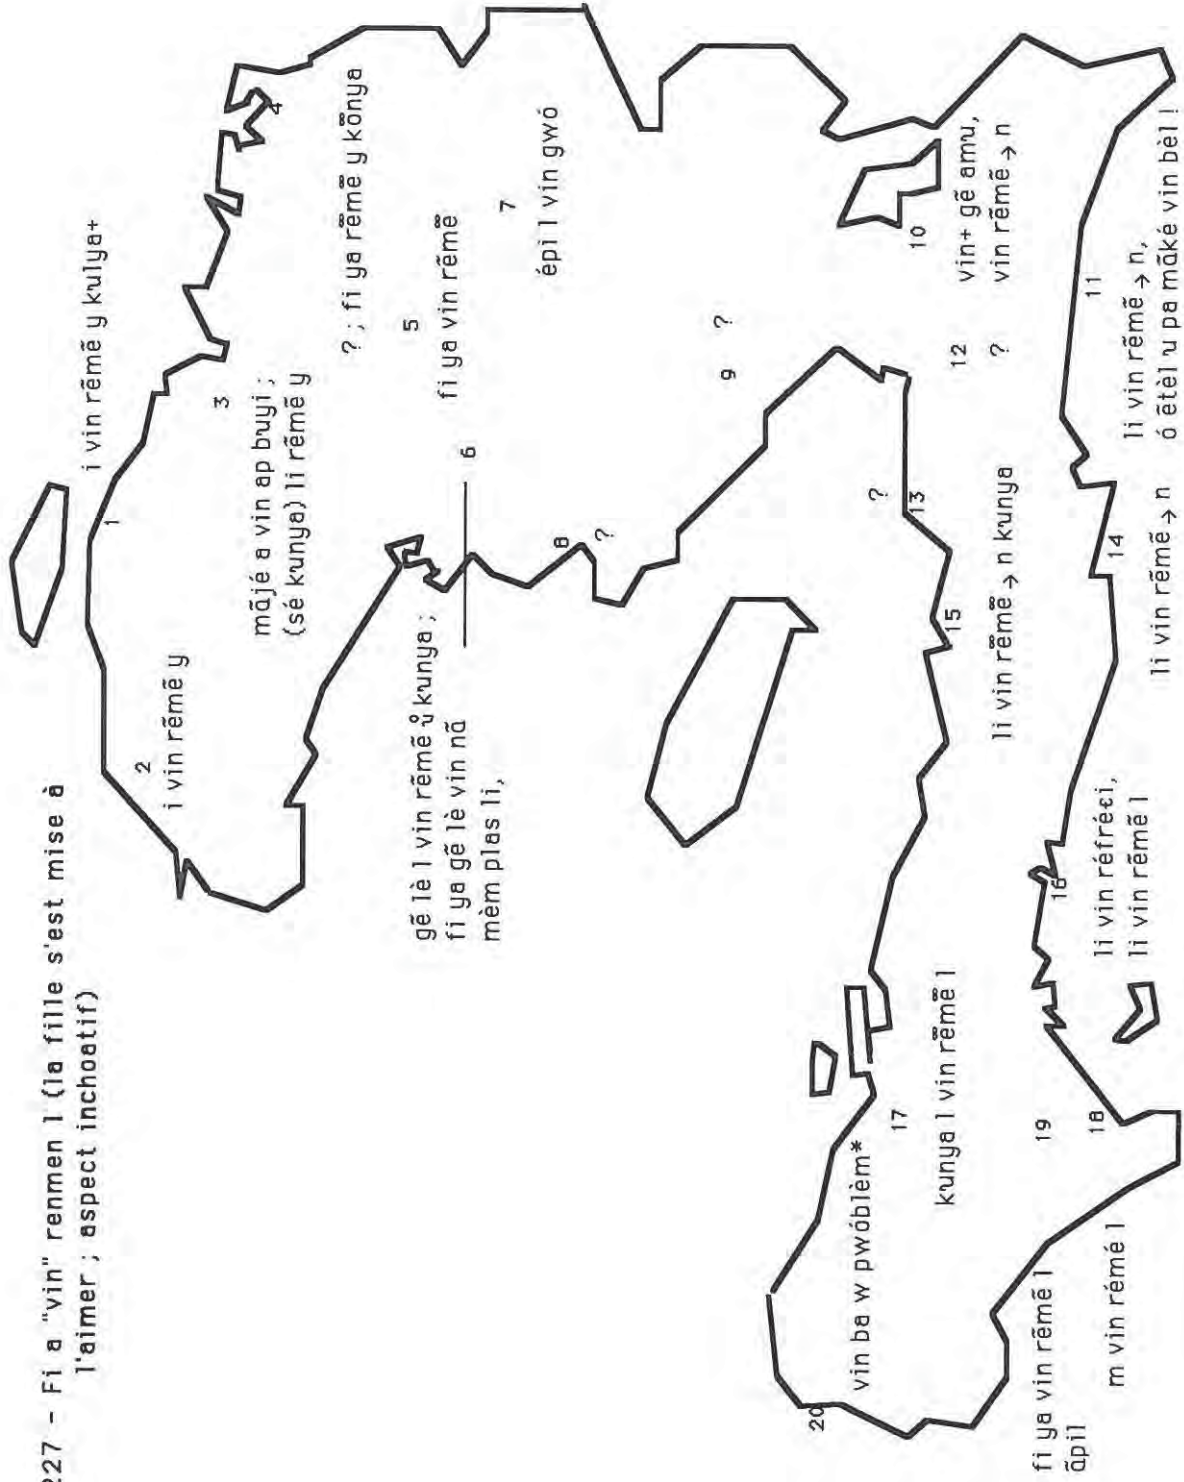 227 - Fi a "vin" renmen l (la fille s'est mise à
l'aimer ; aspect inchoatif)
1
i vin rẽmẽ y kulya+
2
i vin rẽmẽ y
3
mãjé a vin ap buyi ;
(sé kunya) li rẽmẽ y
4
? ; fi ya rẽmẽ y kõnya
5
fi ya vin rẽmẽ
6
gẽ lè l vin rẽmẽ ů kunya ;
fi ya gẽ lè vin nã
mèm plas li,
7
épi l vin gwó
8
?
9
?
10
vin+ gẽ amu,
vin rẽmẽ → n
11
li vin rẽmẽ → n,
ó ẽtèl u pa mãké vin bèl !
12
?
13
?
14
li vin rẽmẽ → n
15
li vin rẽmẽ → n kunya
16
li vin réfréɛi,
li vin rẽmẽ l
17
kunya l vin rẽmẽ l
18
m vin rémé l
19
fi ya vin rẽmẽ l
ãpil
20
vin ba w pwóblèm*